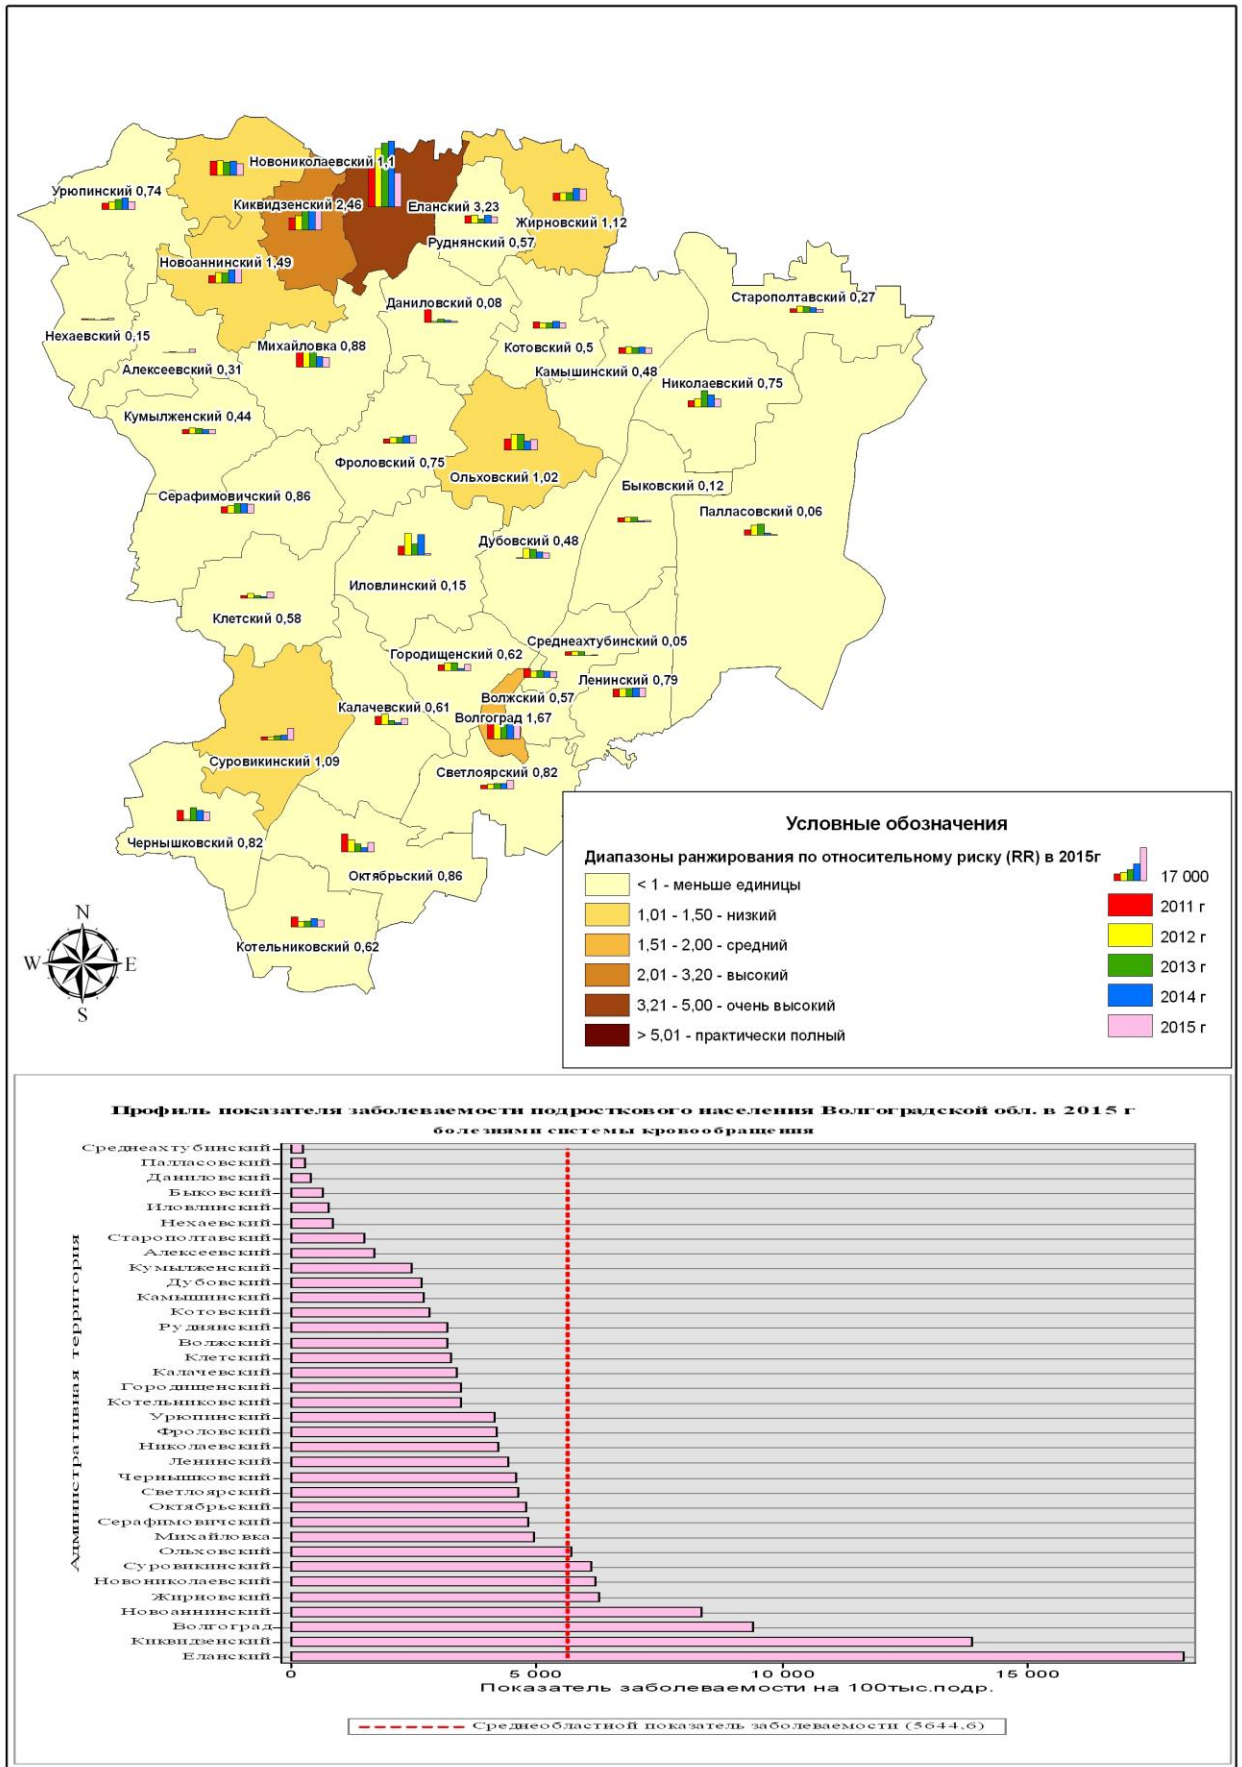 Новониколаевский 1,1
Урюпинский 0,74
Киквидзенский 2,46
Еланский 3,23
Жирновский 1,12
Руднянский 0,57
Новоаннинский 1,49
Старополтавский 0,27
Даниловский 0,08
Нехаевский 0,15
Михайловка 0,88
Котовский 0,5
Алексеевский 0,31
Камышинский 0,48
Николаевский 0,75
Кумылженский 0,44
Фроловский 0,75
Ольховский 1,02
Быковский 0,12
Серафимовичский 0,86
Палласовский 0,06
Дубовский 0,48
Иловлинский 0,15
Клетский 0,58
Среднеахтубинский 0,05
Городищенский 0,62
Ленинский 0,79
Волжский 0,57
Калачевский 0,61
Волгоград 1,67
Суровикинский 1,09
Светлоярский 0,82
Чернышковский 0,82
Октябрьский 0,86
Котельниковский 0,62
N
W
E
S
Условные обозначения
Диапазоны ранжирования по относительному риску (RR) в 2015г
< 1 - меньше единицы
1,01 - 1,50 - низкий
1,51 - 2,00 - средний
2,01 - 3,20 - высокий
3,21 - 5,00 - очень высокий
> 5,01 - практически полный
17 000
2011 г
2012 г
2013 г
2014 г
2015 г
Профиль показателя заболеваемости подросткового населения Волгоградской обл. в 2015 г
болезнями системы кровообращения
Административная территория
Среднеахтубинский
Палласовский
Даниловский
Быковский
Иловлинский
Нехаевский
Старополтавский
Алексеевский
Кумылженский
Дубовский
Камышинский
Котовский
Руднянский
Волжский
Клетский
Калачевский
Городищенский
Котельниковский
Урюпинский
Фроловский
Николаевский
Ленинский
Чернышковский
Светлоярский
Октябрьский
Серафимовичский
Михайловка
Ольховский
Суровикинский
Новониколаевский
Жирновский
Новоаннинский
Волгоград
Киквидзенский
Еланский
0 5 000 10 000 15 000
Показатель заболеваемости на 100тыс.подр.
Среднеобластной показатель заболеваемости (5644,6)